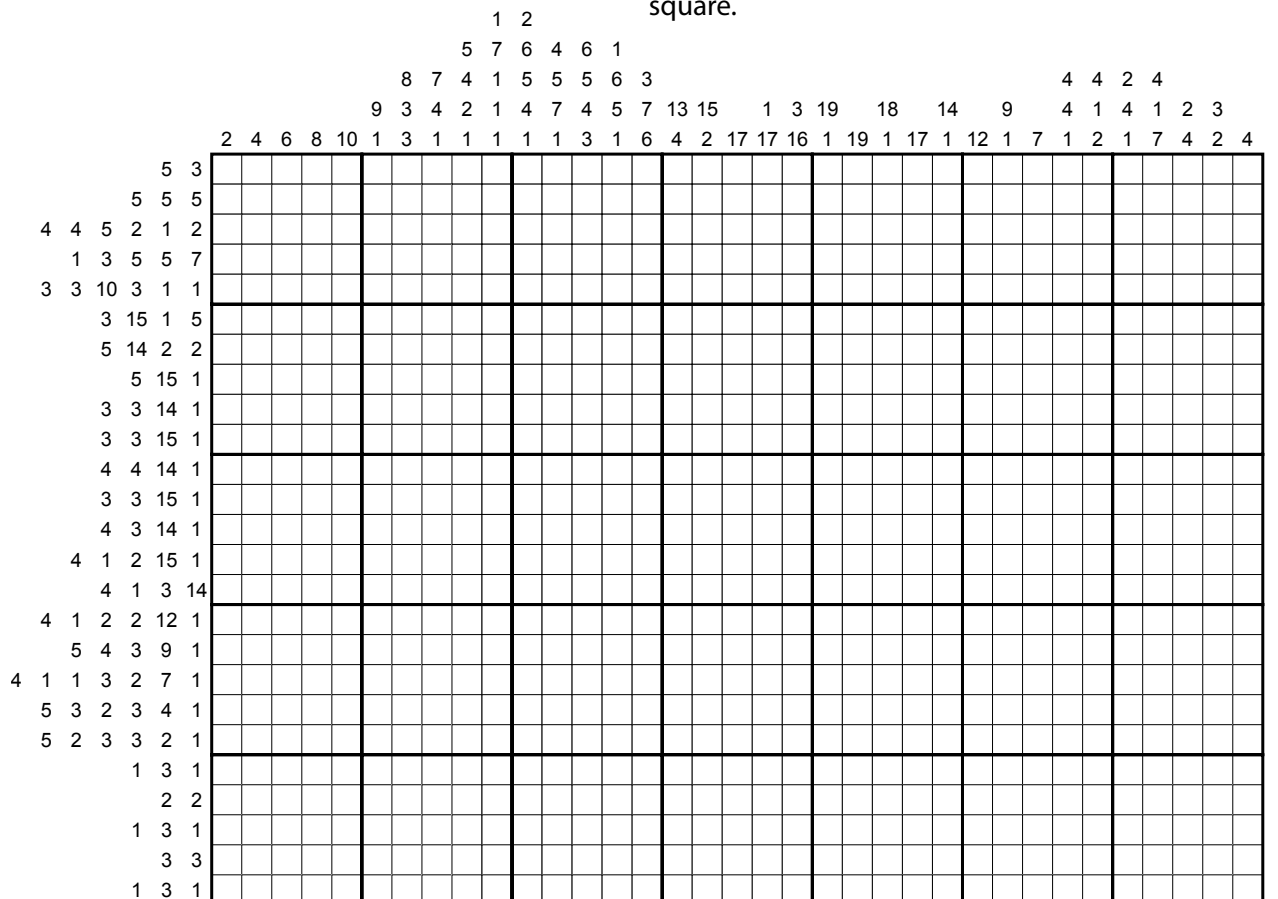 square.
1 2
5 7 6 4 6 1
8 7 4 1 5 5 5 6 3 4 4 2 4
9 3 4 2 1 4 7 4 5 7 13 15 1 3 19 18 14 9 4 1 4 1 2 3
2 4 6 8 10 1 3 1 1 1 1 1 3 1 6 4 2 17 17 16 1 19 1 17 1 12 1 7 1 2 1 7 4 2 4
5 3
5 5 5
4 4 5 2 1 2
1 3 5 5 7
3 3 10 3 1 1
3 15 1 5
5 14 2 2
5 15 1
3 3 14 1
3 3 15 1
4 4 14 1
3 3 15 1
4 3 14 1
4 1 2 15 1
4 1 3 14
4 1 2 2 12 1
5 4 3 9 1
4 1 1 3 2 7 1
5 3 2 3 4 1
5 2 3 3 2 1
1 3 1
2 2
1 3 1
3 3
1 3 1